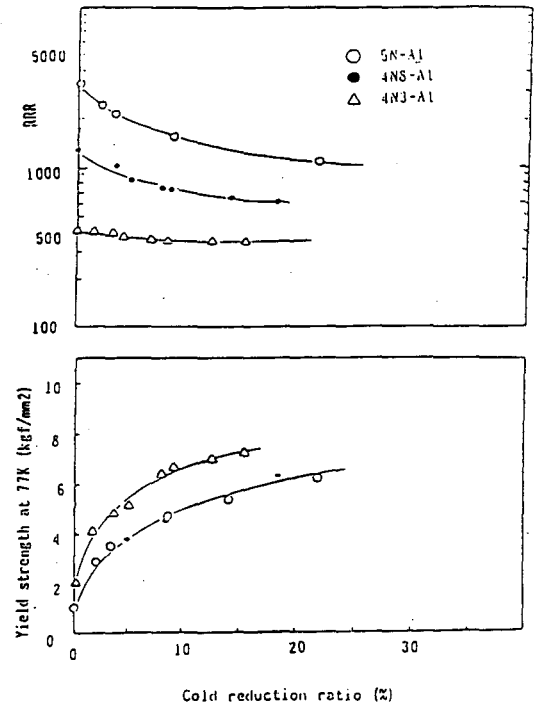 5000
RRR
1000
500
100
○ 5N-Al
● 4N8-Al
△ 4N3-Al
Yield strength at 77K (kgf/mm2)
10
8
6
4
2
0
0
10
20
30
Cold reduction ratio (%)